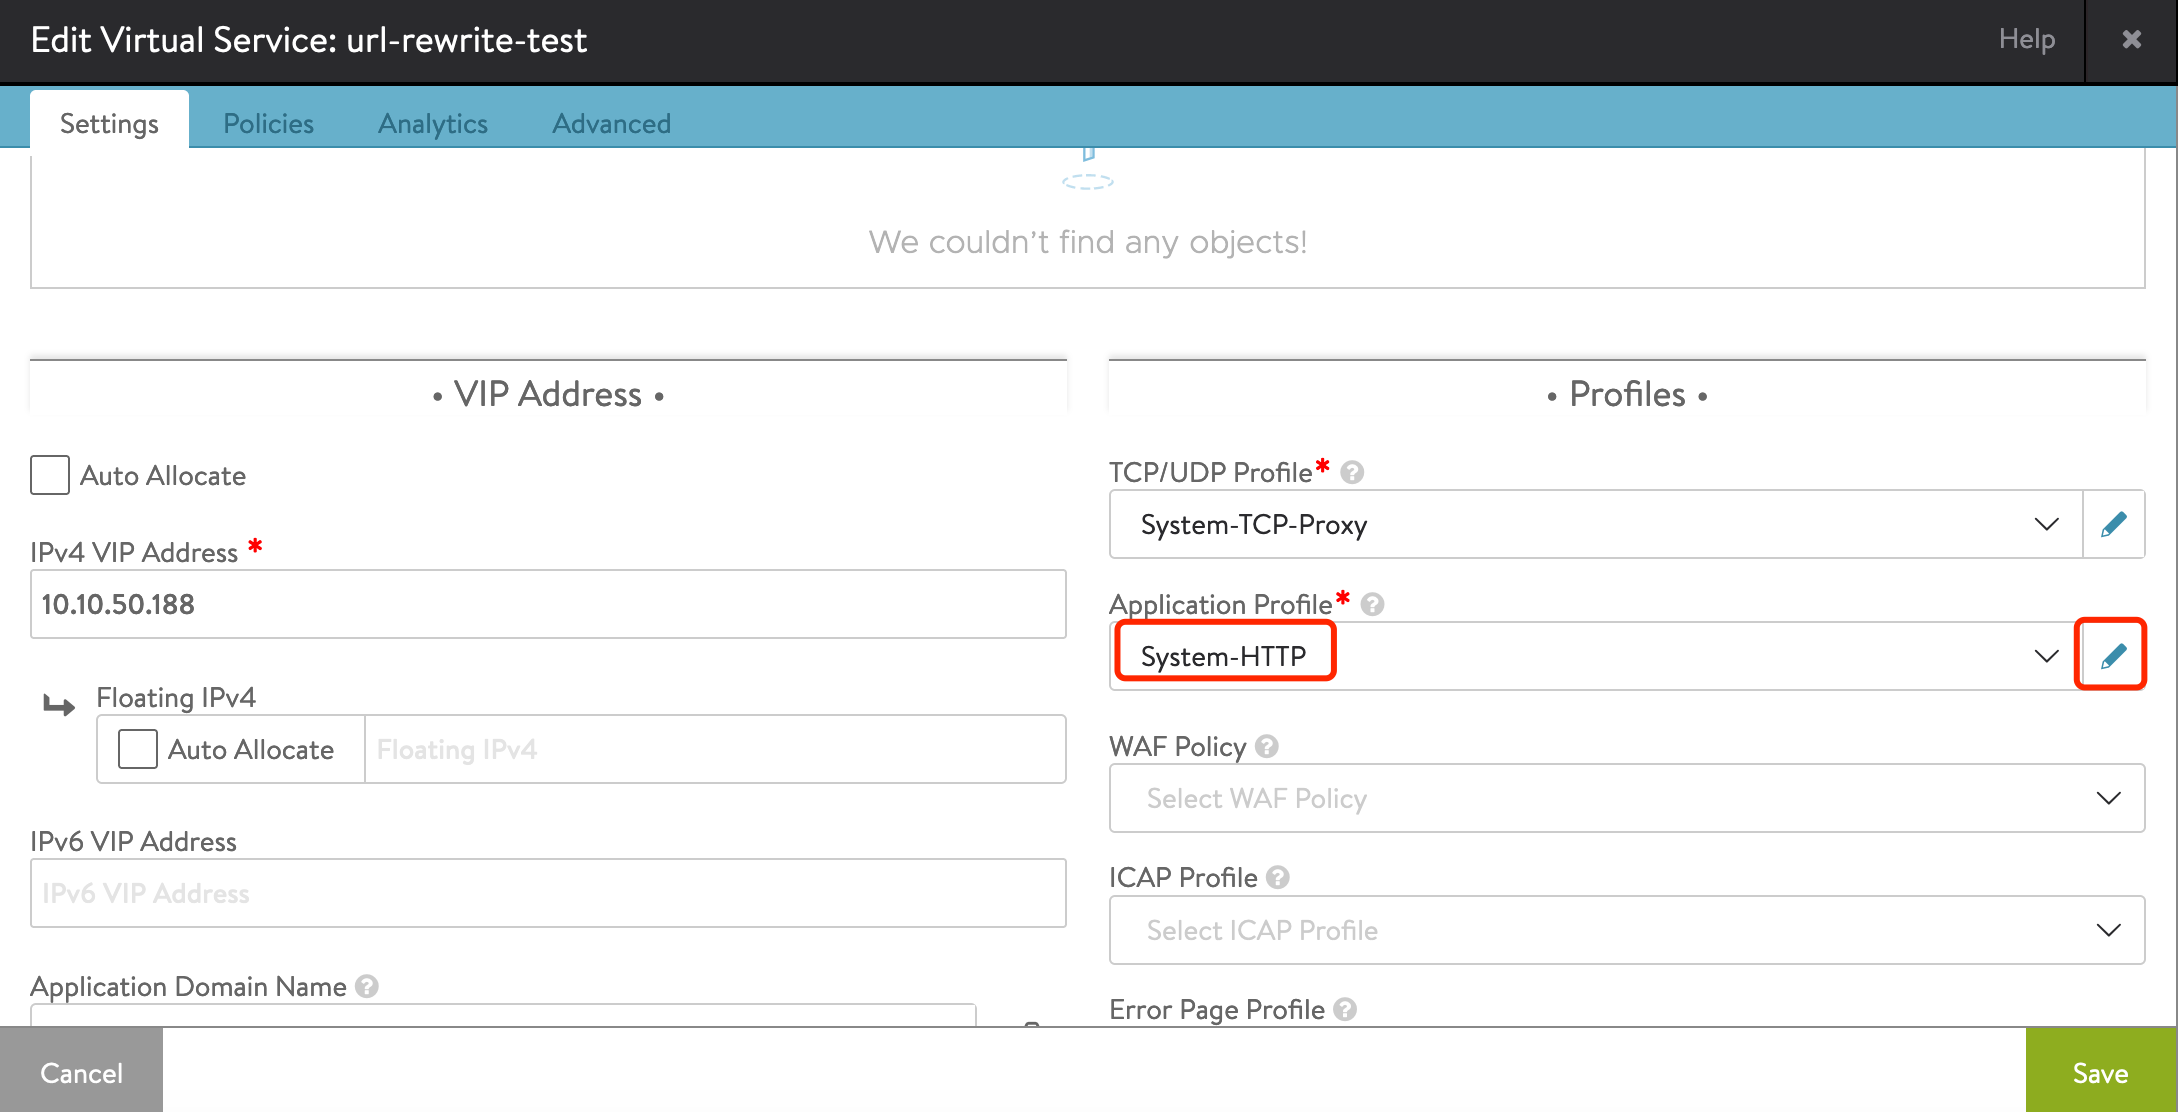 Edit Virtual Service: url-rewrite-test
Help
Settings
Policies
Analytics
Advanced
We couldn't find any objects!
• VIP Address •
Auto Allocate
IPv4 VIP Address *
10.10.50.188
Floating IPv4
Auto Allocate
Floating IPv4
IPv6 VIP Address
IPv6 VIP Address
Application Domain Name ?
• Profiles •
TCP/UDP Profile* ?
System-TCP-Proxy
Application Profile* ?
System-HTTP
WAF Policy ?
Select WAF Policy
ICAP Profile ?
Select ICAP Profile
Error Page Profile ?
Cancel
Save